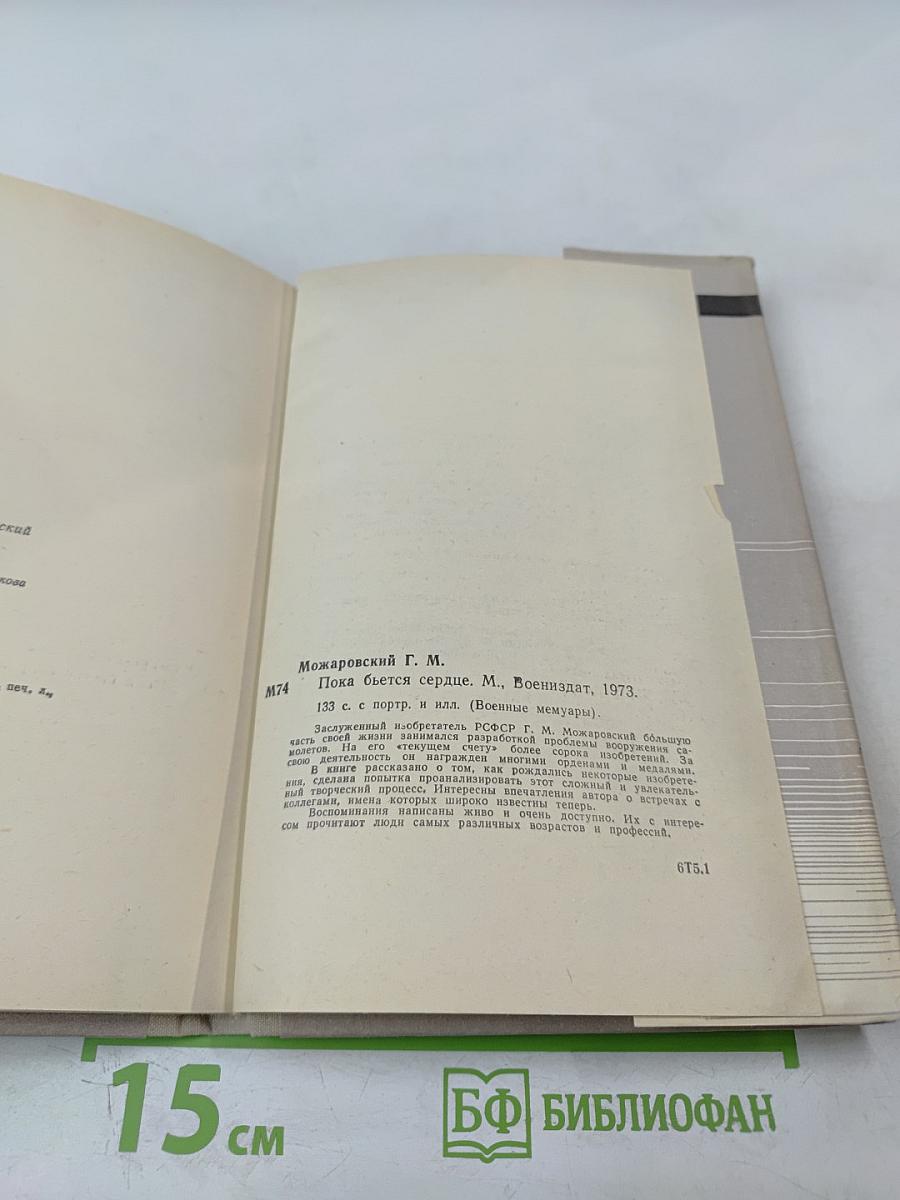 ский
кова
печ. л.,
Можаровский Г. М.
М74 Пока бьется сердце. М., Воениздат, 1973.
133 с. с портр. и илл. (Военные мемуары).
Заслуженный изобретатель РСФСР Г. М. Можаровский бо́льшую
часть своей жизни занимался разработкой проблемы вооружения са-
молетов. На его «текущем счету» более сорока изобретений. За
свою деятельность он награжден многими орденами и медалями.
В книге рассказано о том, как рождались некоторые изобрете-
ния, сделана попытка проанализировать этот сложный и увлекатель-
ный творческий процесс. Интересны впечатления автора о встречах с
коллегами, имена которых широко известны теперь.
Воспоминания написаны живо и очень доступно. Их с интере-
сом прочитают люди самых различных возрастов и профессий.
6Т5.1
15 см
БФ БИБЛИОФАН